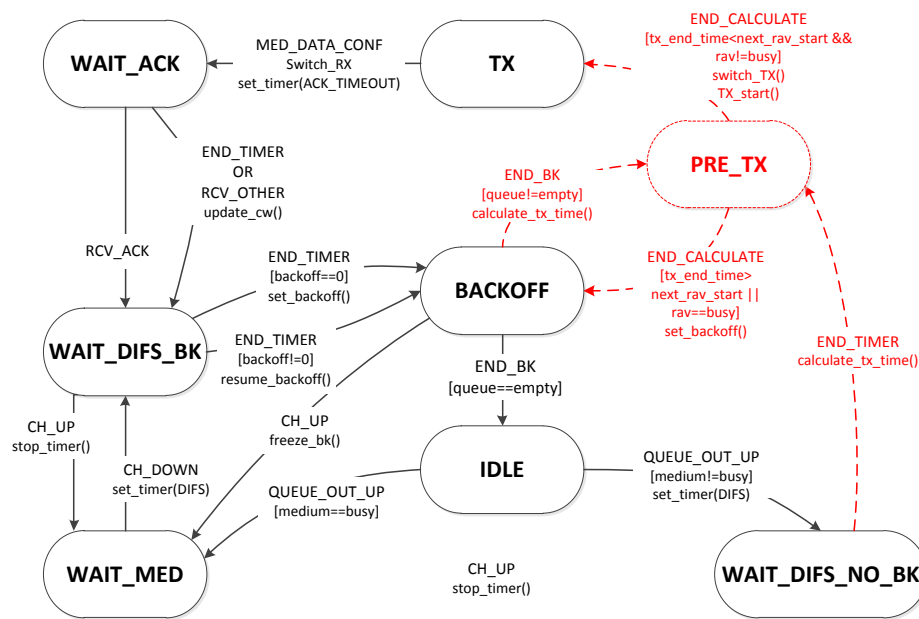 END_CALCULATE
[tx_end_time<next_rav_start &&
rav!=busy]
switch_TX()
TX_start()
WAIT_ACK
MED_DATA_CONF
Switch_RX
set_timer(ACK_TIMEOUT)
TX
END_TIMER
OR
RCV_OTHER
update_cw()
PRE_TX
END_BK
[queue!=empty]
calculate_tx_time()
RCV_ACK
END_TIMER
[backoff==0]
set_backoff()
END_CALCULATE
[tx_end_time>
next_rav_start ||
rav==busy]
set_backoff()
BACKOFF
WAIT_DIFS_BK
END_TIMER
[backoff!=0]
resume_backoff()
END_TIMER
calculate_tx_time()
END_BK
[queue==empty]
CH_UP
stop_timer()
CH_UP
freeze_bk()
CH_DOWN
set_timer(DIFS)
IDLE
QUEUE_OUT_UP
[medium!=busy]
set_timer(DIFS)
QUEUE_OUT_UP
[medium==busy]
WAIT_MED
CH_UP
stop_timer()
WAIT_DIFS_NO_BK